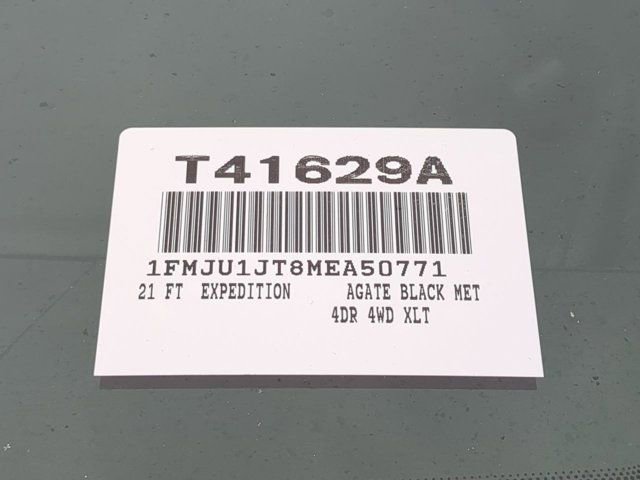 T41629A
1FMJU1JT8MEA50771
21 FT EXPEDITION AGATE BLACK MET
4DR 4WD XLT